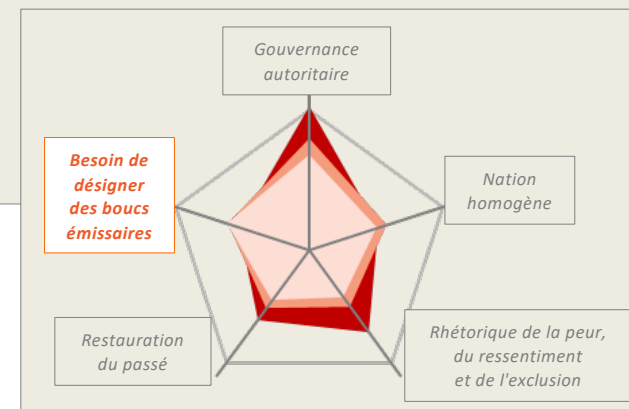 Gouvernance
autoritaire
Besoin de
désigner
des boucs
émissaires
Nation
homogène
Restauration
du passé
Rhétorique de la peur,
du ressentiment
et de l'exclusion